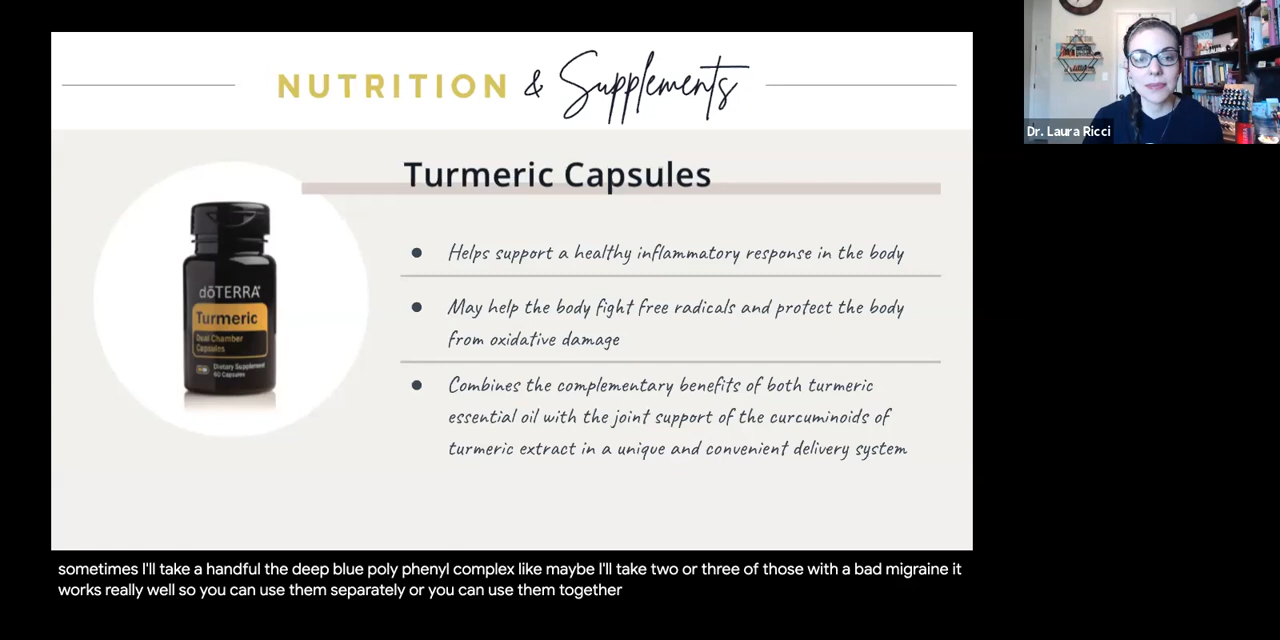 NUTRITION & Supplements
Dr. Laura Ricci
Turmeric Capsules
Helps support a healthy inflammatory response in the body
May help the body fight free radicals and protect the body
from oxidative damage
Combines the complementary benefits of both turmeric
essential oil with the joint support of the curcuminoids of
turmeric extract in a unique and convenient delivery system
dōTERRA
Turmeric
Dual Chamber
Capsules
Dietary Supplement
60 Capsules
sometimes I'll take a handful the deep blue poly phenyl complex like maybe I'll take two or three of those with a bad migraine it
works really well so you can use them separately or you can use them together